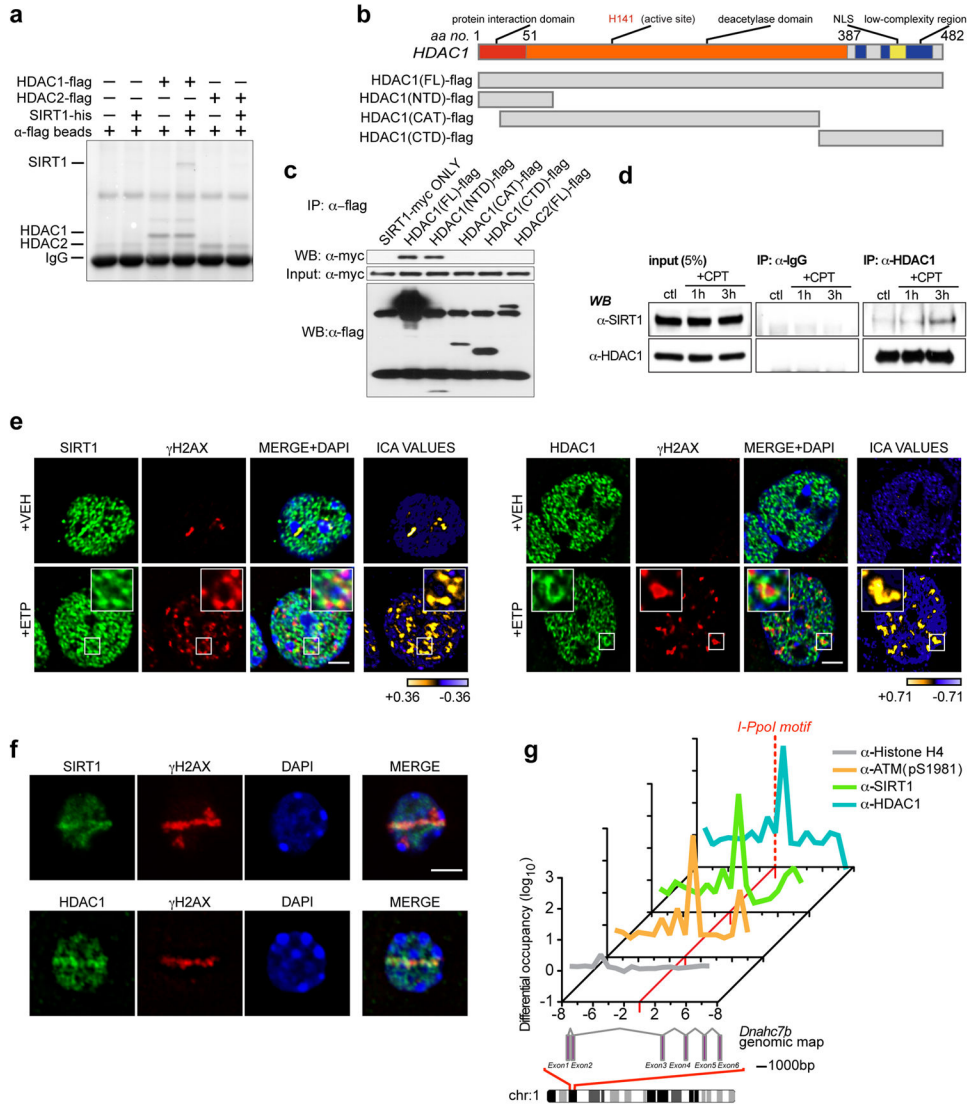 a
HDAC1-flag – – + + – –
HDAC2-flag – – – – + +
SIRT1-his – + – + – +
α-flag beads + + + + + +
SIRT1
HDAC1
HDAC2
IgG
b
protein interaction domain
H141 (active site)
deacetylase domain
NLS low-complexity region
aa no. 1 51 387 482
HDAC1
HDAC1(FL)-flag
HDAC1(NTD)-flag
HDAC1(CAT)-flag
HDAC1(CTD)-flag
c
IP: α-flag
SIRT1-myc ONLY
HDAC1(FL)-flag
HDAC1(NTD)-flag
HDAC1(CAT)-flag
HDAC1(CTD)-flag
HDAC2(FL)-flag
WB: α-myc
Input: α-myc
WB:α-flag
d
input (5%) IP: α-IgG IP: α-HDAC1
+CPT +CPT +CPT
WB ctl 1h 3h ctl 1h 3h ctl 1h 3h
α-SIRT1
α-HDAC1
e
SIRT1 γH2AX MERGE+DAPI ICA VALUES
+VEH
+ETP
+0.36 -0.36
HDAC1 γH2AX MERGE+DAPI ICA VALUES
+VEH
+ETP
+0.71 -0.71
f
SIRT1 γH2AX DAPI MERGE
HDAC1 γH2AX DAPI MERGE
g
I-PpoI motif
α-Histone H4
α-ATM(pS1981)
α-SIRT1
α-HDAC1
Differential occupancy (log10)
3
2
1
0
-1
-8 -6 -2 2 -6 -8
Dnahc7b
genomic map
Exon1 Exon2 Exon3 Exon4 Exon5 Exon6
1000bp
chr:1